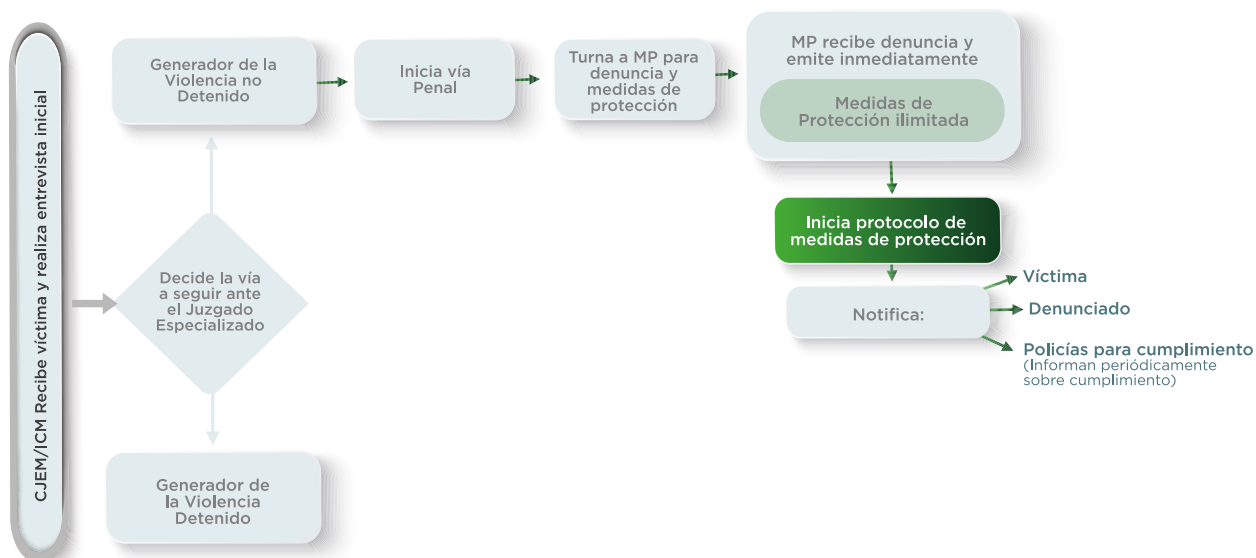 CJEM/ICM Recibe víctima y realiza entrevista inicial
Generador de la
Violencia no
Detenido
Inicia vía
Penal
Turna a MP para
denuncia y
medidas de
protección
MP recibe denuncia y
emite inmediatamente
Medidas de
Protección ilimitada
Inicia protocolo de
medidas de protección
Notifica:
Víctima
Denunciado
Policías para cumplimiento
(Informan periódicamente
sobre cumplimiento)
Decide la vía
a seguir ante
el Juzgado
Especializado
Generador de
la Violencia
Detenido